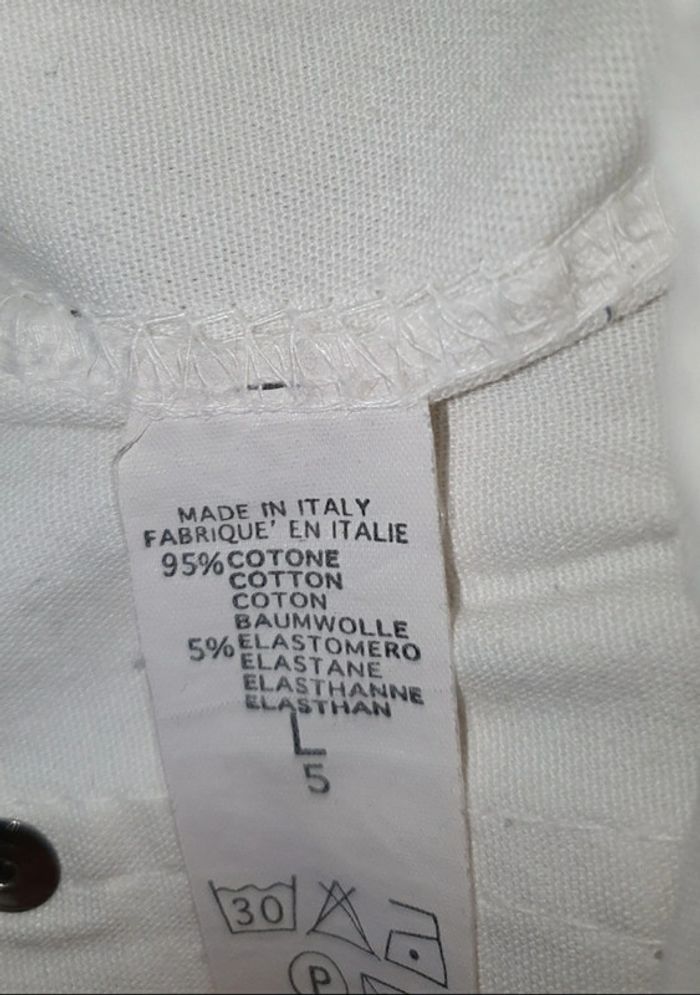 MADE IN ITALY
FABRIQUE' EN ITALIE
95% COTONE
COTTON
COTON
BAUMWOLLE
5% ELASTOMERO
ELASTANE
ELASTHANNE
ELASTHAN
L
5
30
P